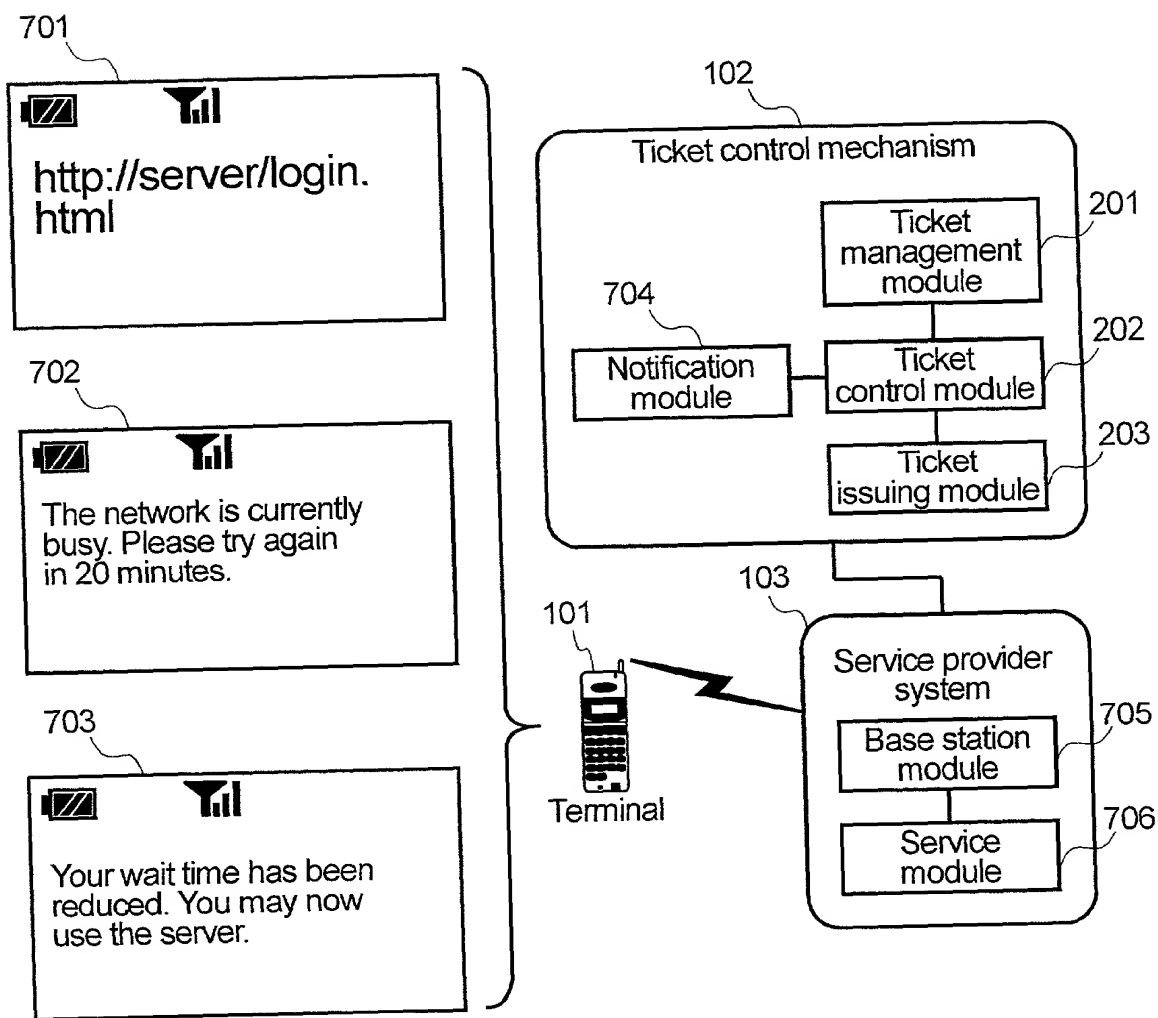 701
http://server/login.
html
702
The network is currently
busy. Please try again
in 20 minutes.
703
Your wait time has been
reduced. You may now
use the server.
101
Terminal
102
Ticket control mechanism
201
Ticket
management
module
704
Notification
module
202
Ticket
control module
203
Ticket
issuing module
103
Service provider
system
705
Base station
module
706
Service
module